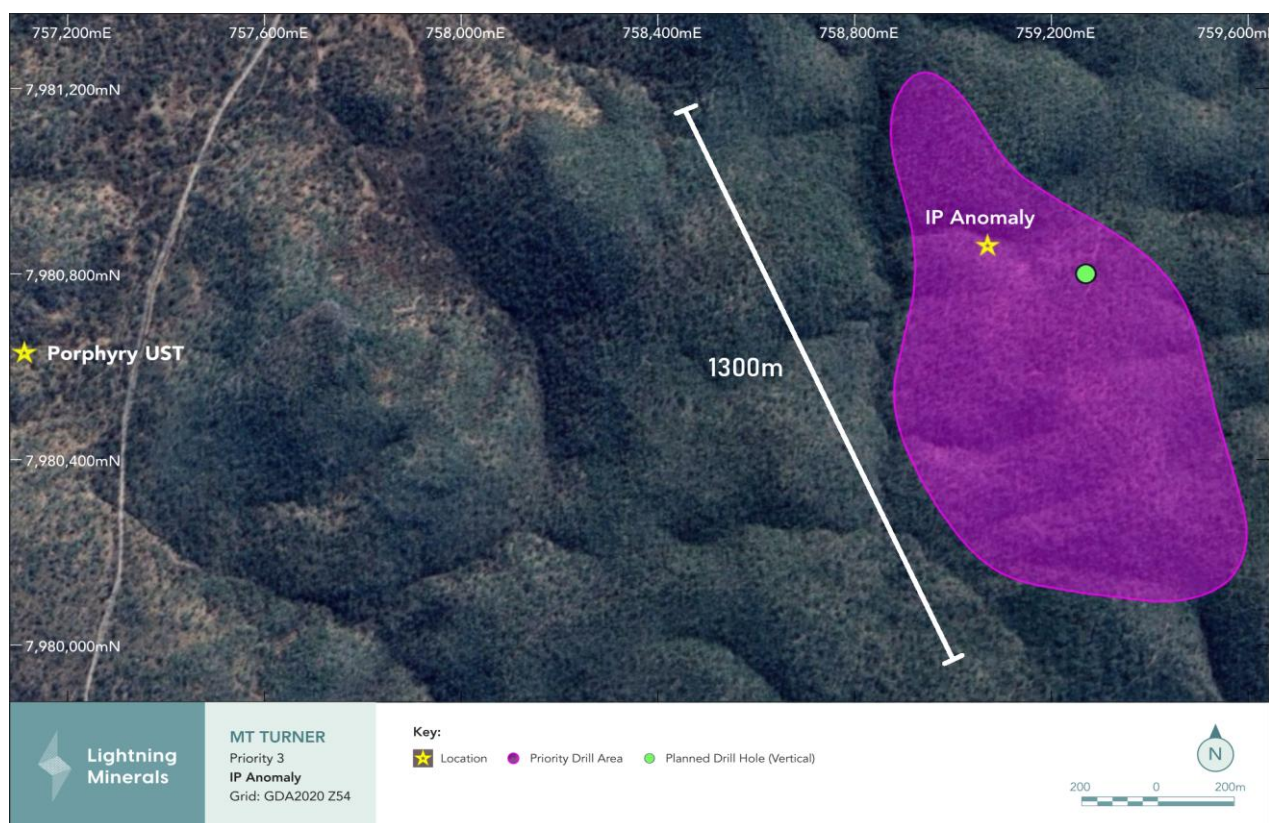 757,200mE
757,600mE
758,000mE
758,400mE
758,800mE
759,200mE
7,981,200mN
IP Anomaly
7,980,800mN
Porphyry UST
1300m
7,980,400mN
7,980,000mN
Lightning
Minerals
MT TURNER
Priority 3
IP Anomaly
Grid: GDA2020 Z54
Key:
Location
Priority Drill Area
Planned Drill Hole (Vertical)
N
200
0
200m